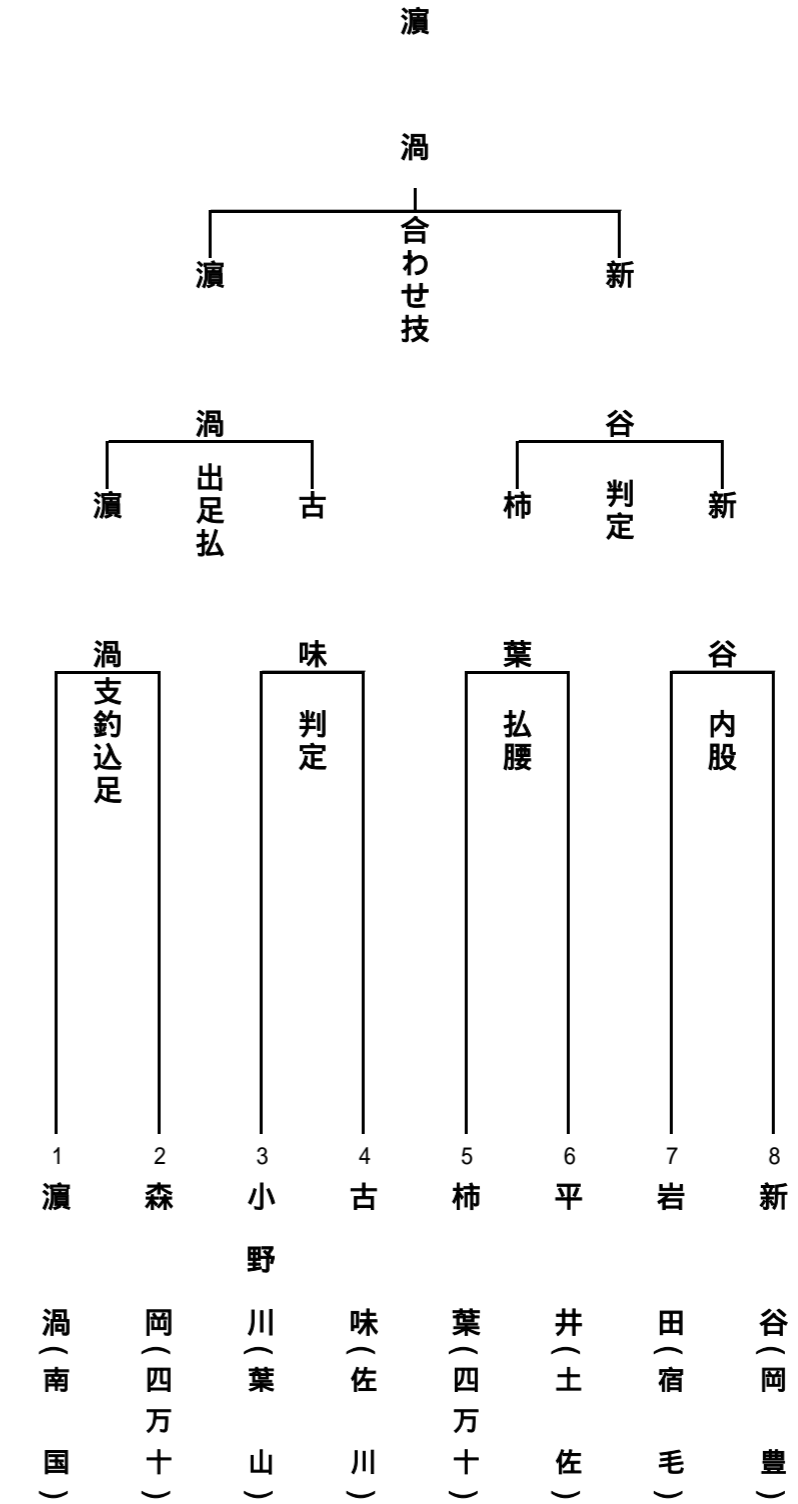 濵渦
合わせ技
濵
新
渦
谷
出足払
判定
濵
古
柿
新
渦
味
葉
谷
支釣込足
判定
払腰
内股
1
2
3
4
5
6
7
8
濵渦(南国)
森岡(四万十)
小野川(葉山)
古味(佐川)
柿葉(四万十)
平井(土佐)
岩田(宿毛)
新谷(岡豊)